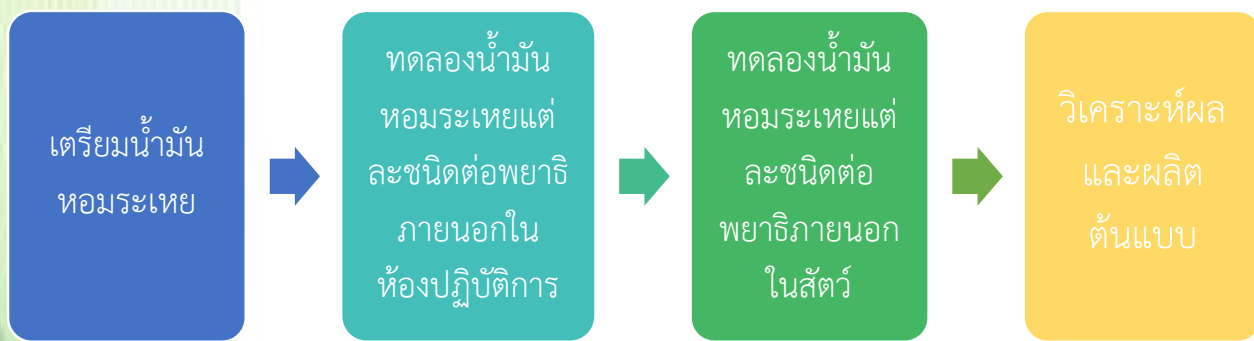 เตรียมน้ำมัน
หอมระเหย
ทดลองน้ำมัน
หอมระเหยแต่
ละชนิดต่อพยาธิ
ภายนอกใน
ห้องปฏิบัติการ
ทดลองน้ำมัน
หอมระเหยแต่
ละชนิดต่อ
พยาธิภายนอก
ในสัตว์
วิเคราะห์ผล
และผลิต
ต้นแบบ